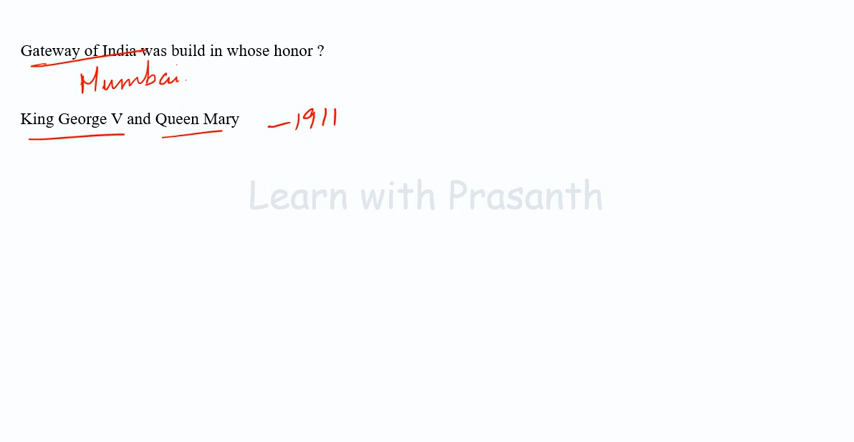 Gateway of India was build in whose honor ?
Mumbai
King George V and Queen Mary - 1911
Learn with Prasanth